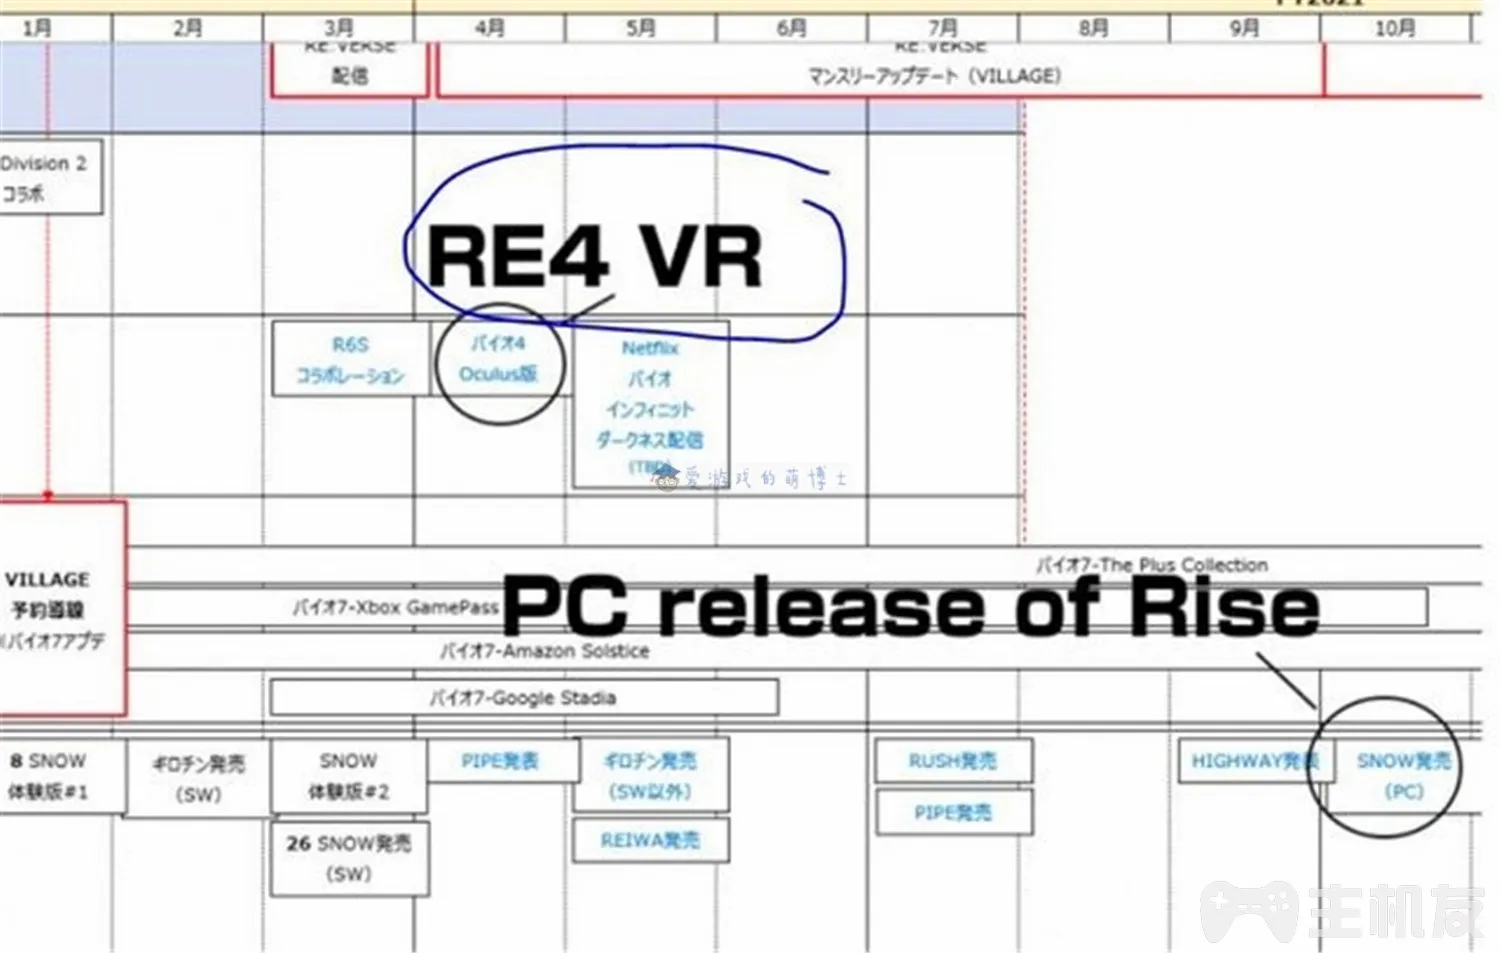 1月 2月 3月 4月 5月 6月 7月 8月 9月 10月
RE:VERSE
配信
RE:VERSE
マンスリーアップデート（VILLAGE）
Division 2
コラボ
RE4 VR
R6S
コラボレーション
バイオ4
Oculus版
Netflix
バイオ
インフィニット
ダークネス配信
(TBD)
爱游戏的萌博士
VILLAGE
予約導線
バイオ7アプデ
バイオ7-The Plus Collection
バイオ7-Xbox GamePass
PC release of Rise
バイオ7-Amazon Solstice
バイオ7-Google Stadia
8 SNOW
体験版#1
ギロチン発売
（SW）
SNOW
体験版#2
26 SNOW発売
（SW）
PIPE発表
ギロチン発売
（SW以外）
REIWA発売
RUSH発売
PIPE発売
HIGHWAY発表
SNOW発売
（PC）
主机友